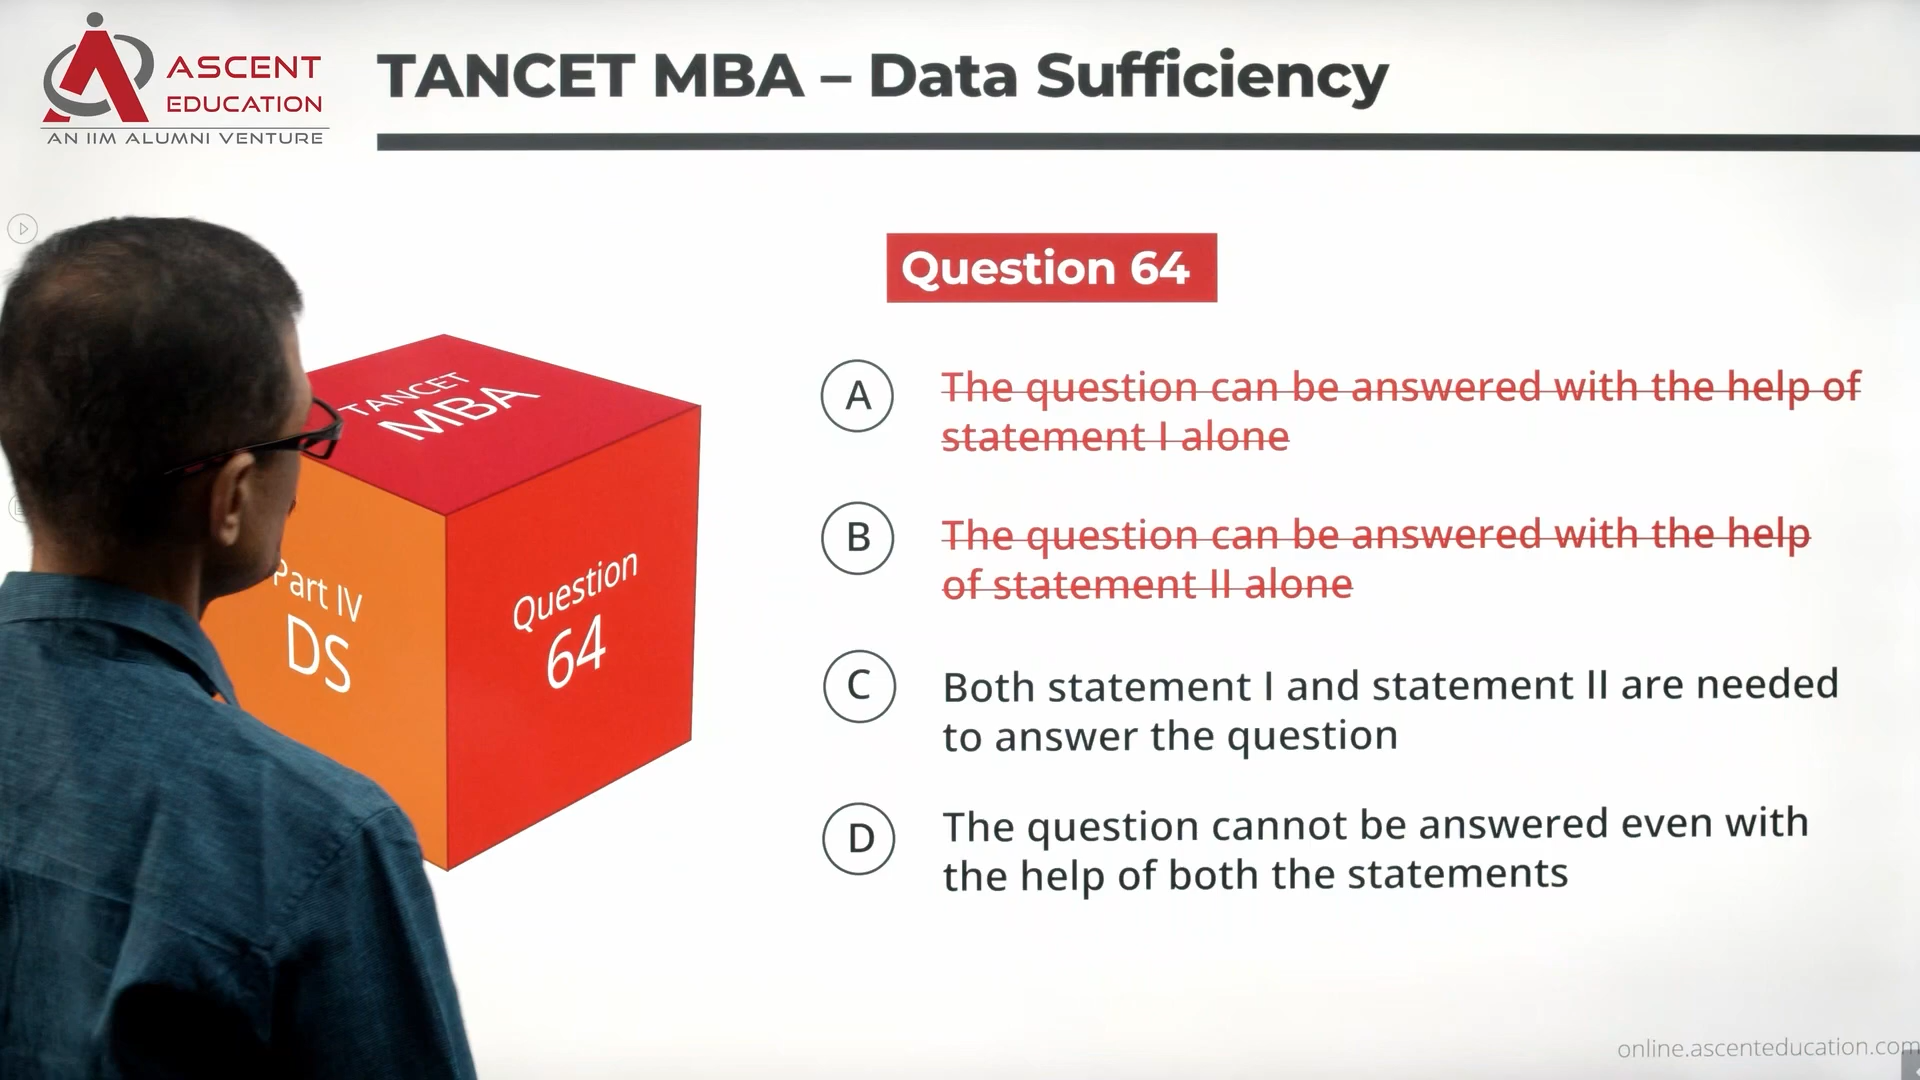 ASCENT
EDUCATION
AN IIM ALUMNI VENTURE
TANCET MBA – Data Sufficiency
Question 64
TANCET
MBA
Part IV
DS
Question
64
A
The question can be answered with the help of
statement I alone
B
The question can be answered with the help
of statement II alone
C
Both statement I and statement II are needed
to answer the question
D
The question cannot be answered even with
the help of both the statements
online.ascenteducation.com